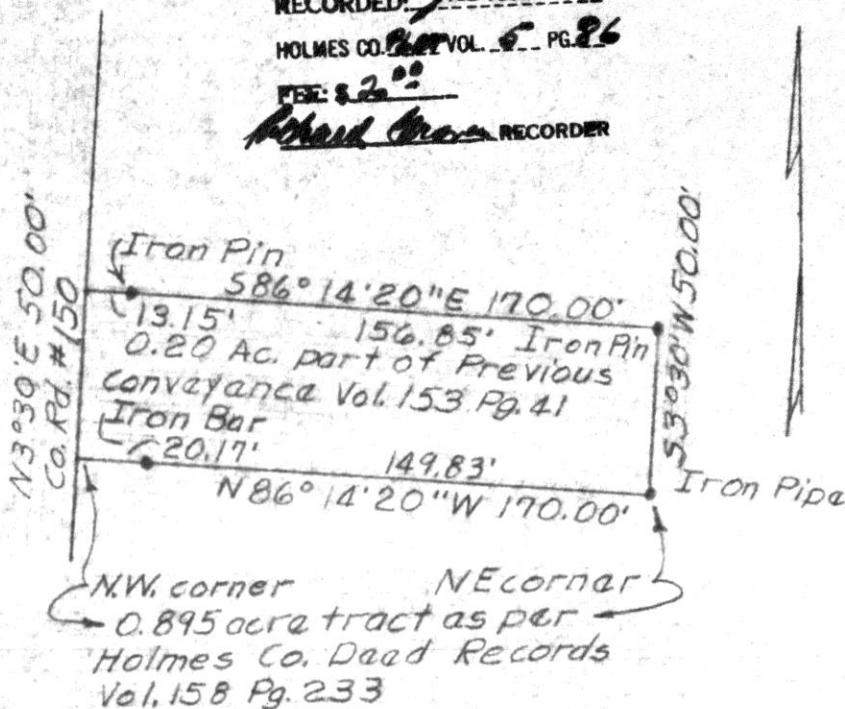 RECORDED:
HOLMES CO. VOL. 5 PG. 86
FEE: $ 2.00
Richard RECORDER
N3°30'E 50.00'
Co. Rd. #150
Iron Pin
S86°14'20"E 170.00'
13.15'
156.85' Iron Pin
0.20 Ac. part of Previous
Conveyance Vol. 153 Pg. 41
Iron Bar
20.17'
149.83'
N86°14'20"W 170.00'
S3°30'W 50.00'
Iron Pipe
N.W. corner
NE corner
0.895 acre tract as per
Holmes Co. Deed Records
Vol. 158 Pg. 233